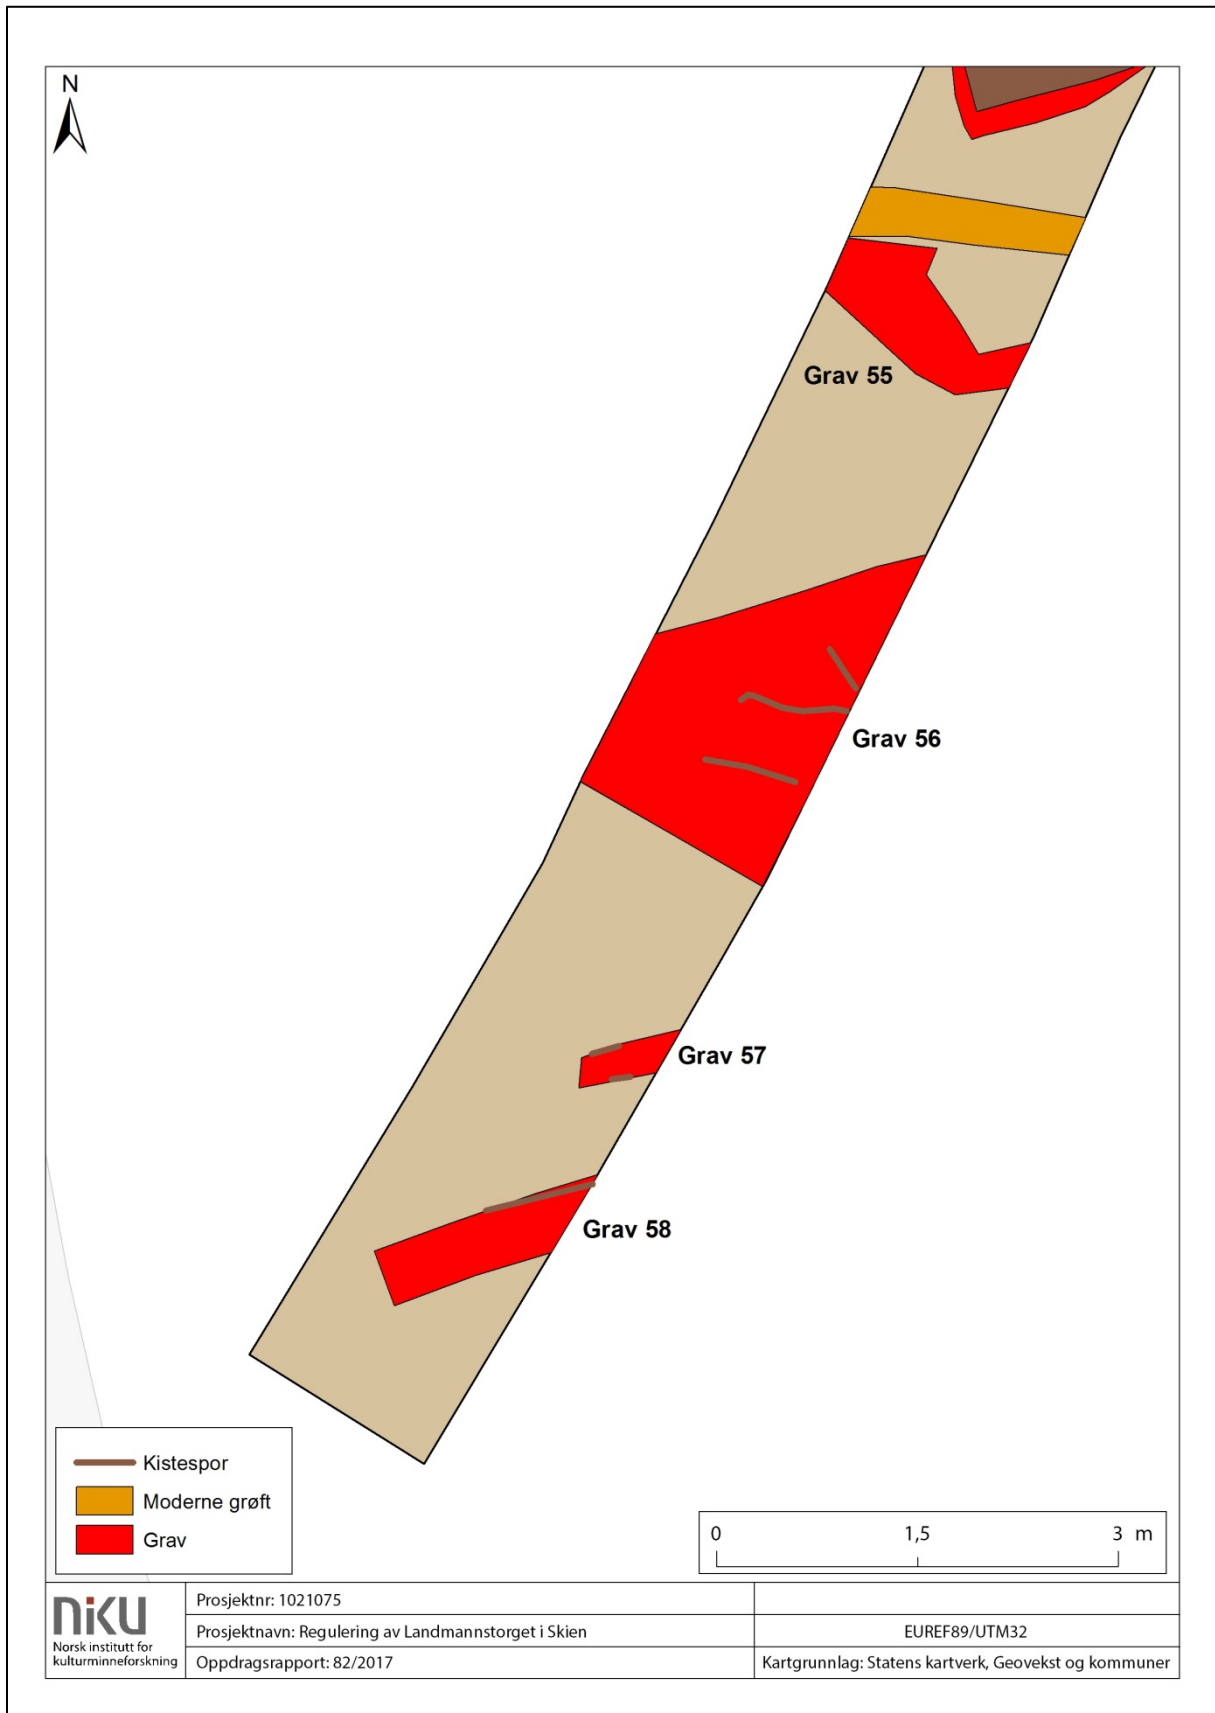 N
Grav 55
Grav 56
Grav 57
Grav 58
Kistespor
Moderne grøft
Grav
0 1,5 3 m
niku
Norsk institutt for
kulturminneforskning
Prosjektnr: 1021075
Prosjektnavn: Regulering av Landmannstorget i Skien
Oppdragsrapport: 82/2017
EUREF89/UTM32
Kartgrunnlag: Statens kartverk, Geovekst og kommuner